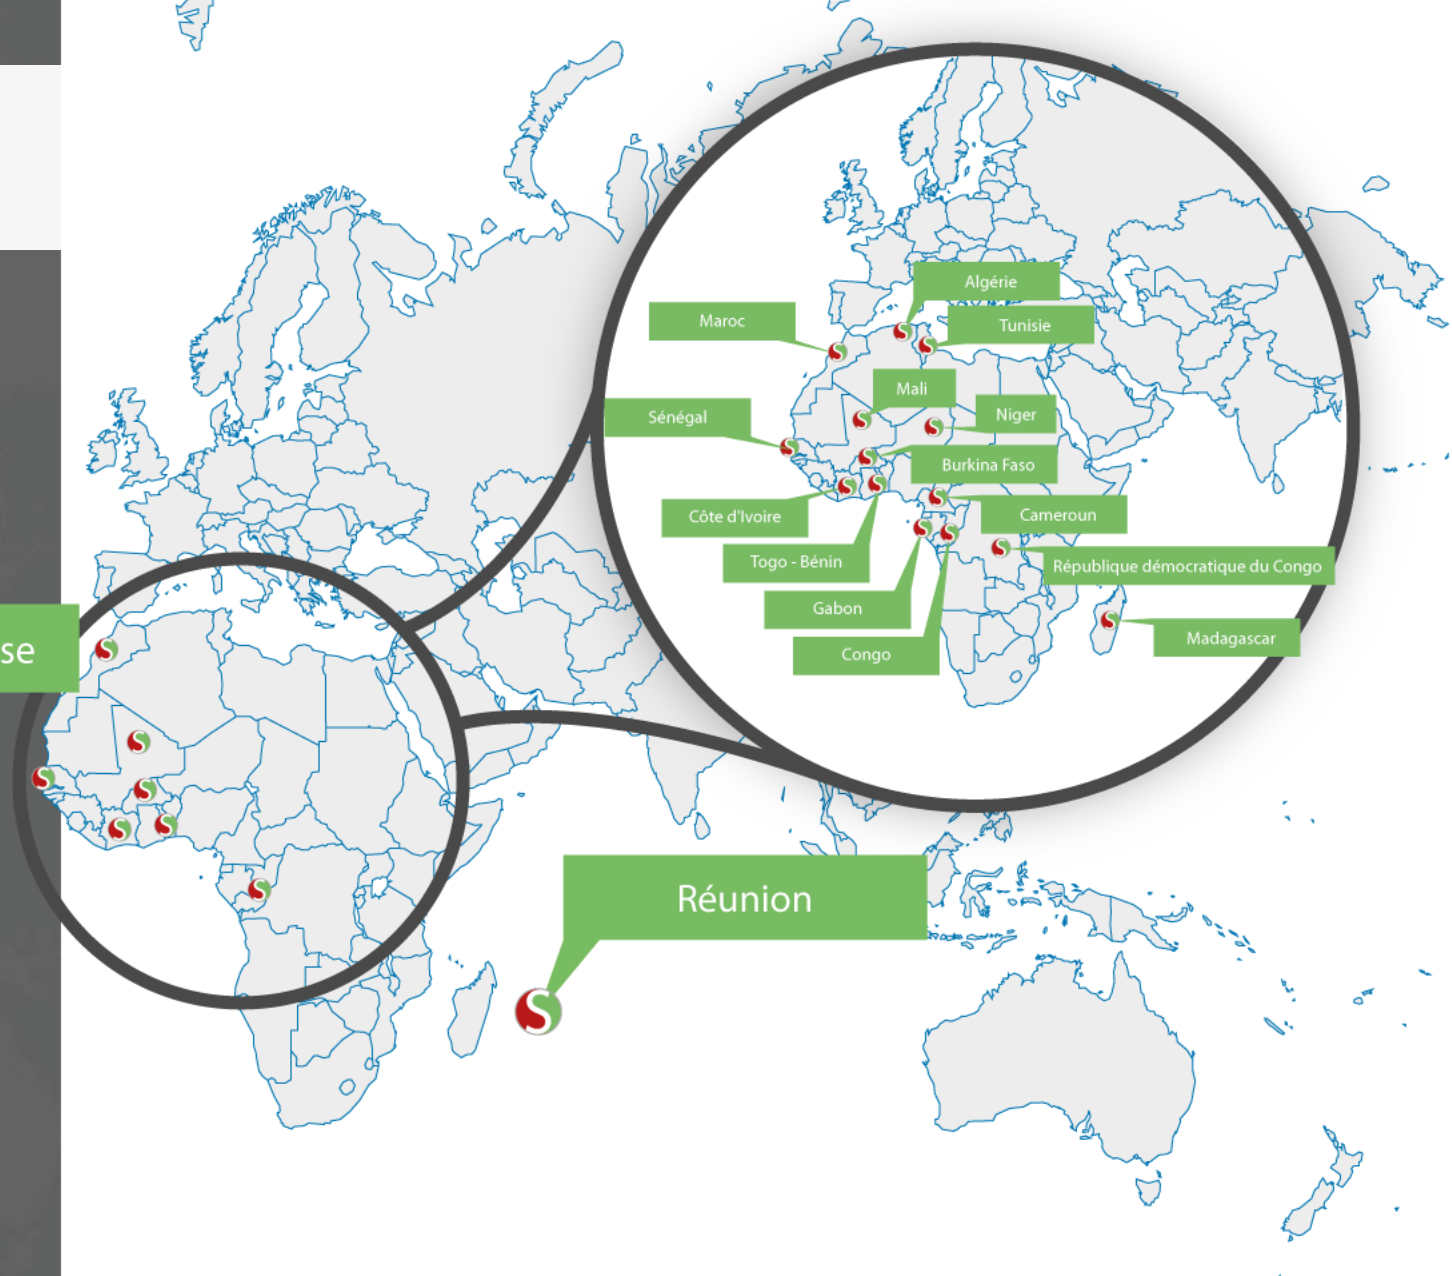 Algérie
Maroc
Tunisie
Mali
Niger
Sénégal
Burkina Faso
Côte d'Ivoire
Cameroun
Togo - Bénin
République démocratique du Congo
Gabon
Madagascar
Congo
se
Réunion